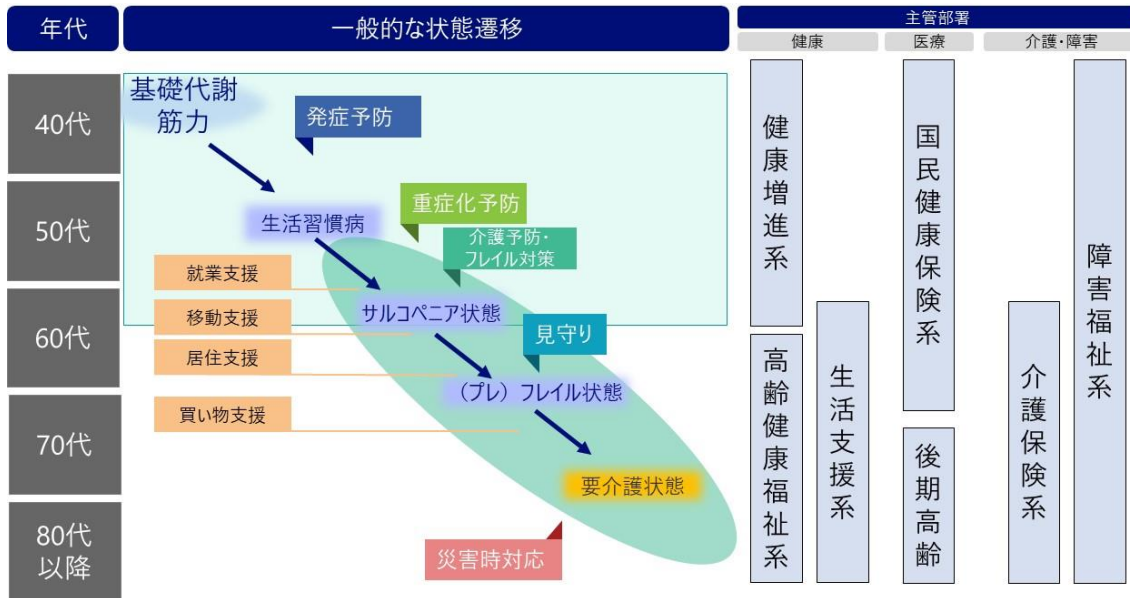 年代
一般的な状態遷移
主管部署
健康
医療
介護・障害
40代
50代
60代
70代
80代
以降
基礎代謝
筋力
発症予防
生活習慣病
重症化予防
介護予防・
フレイル対策
就業支援
サルコペニア状態
移動支援
見守り
居住支援
（プレ）フレイル状態
買い物支援
要介護状態
災害時対応
健康増進系
高齢健康福祉系
生活支援系
国民健康保険系
後期高齢
介護保険系
障害福祉系